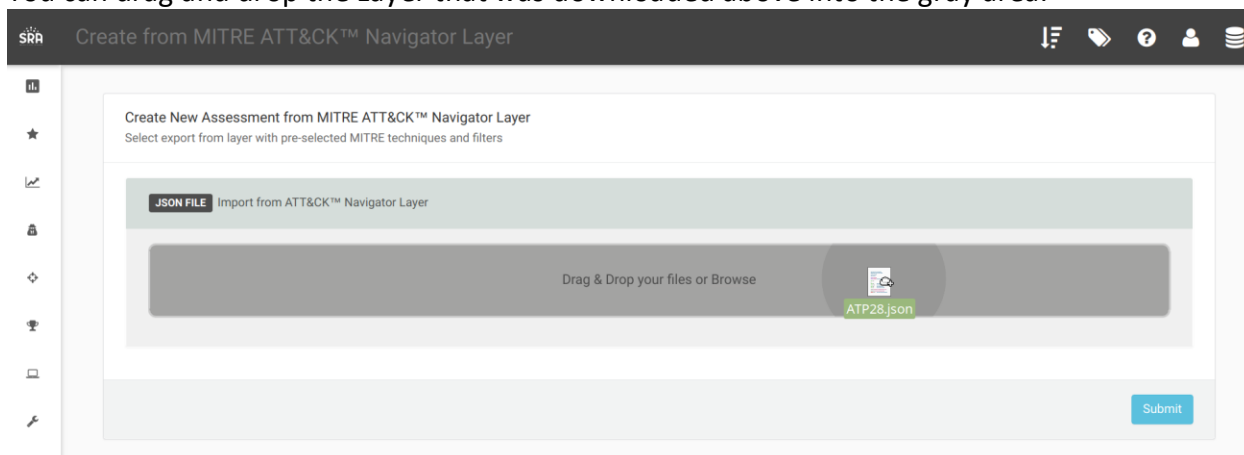 You can drag and drop the Layer that was downloaded above into the gray area.
SRA Create from MITRE ATT&CK™ Navigator Layer
Create New Assessment from MITRE ATT&CK™ Navigator Layer
Select export from layer with pre-selected MITRE techniques and filters
JSON FILE Import from ATT&CK™ Navigator Layer
Drag & Drop your files or Browse
ATP28.json
Submit